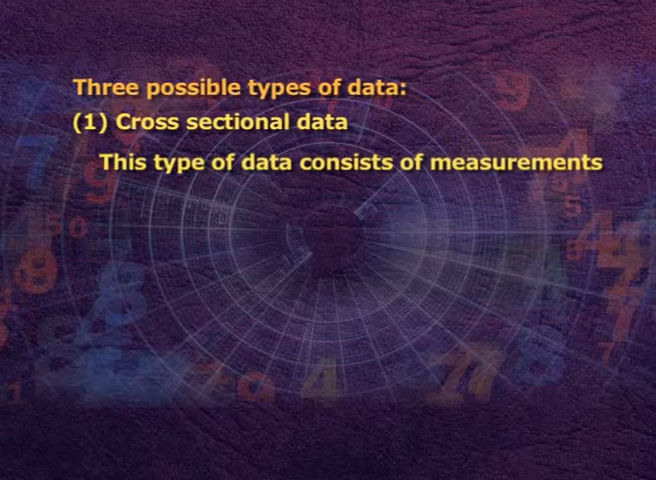 Three possible types of data:
(1) Cross sectional data
This type of data consists of measurements